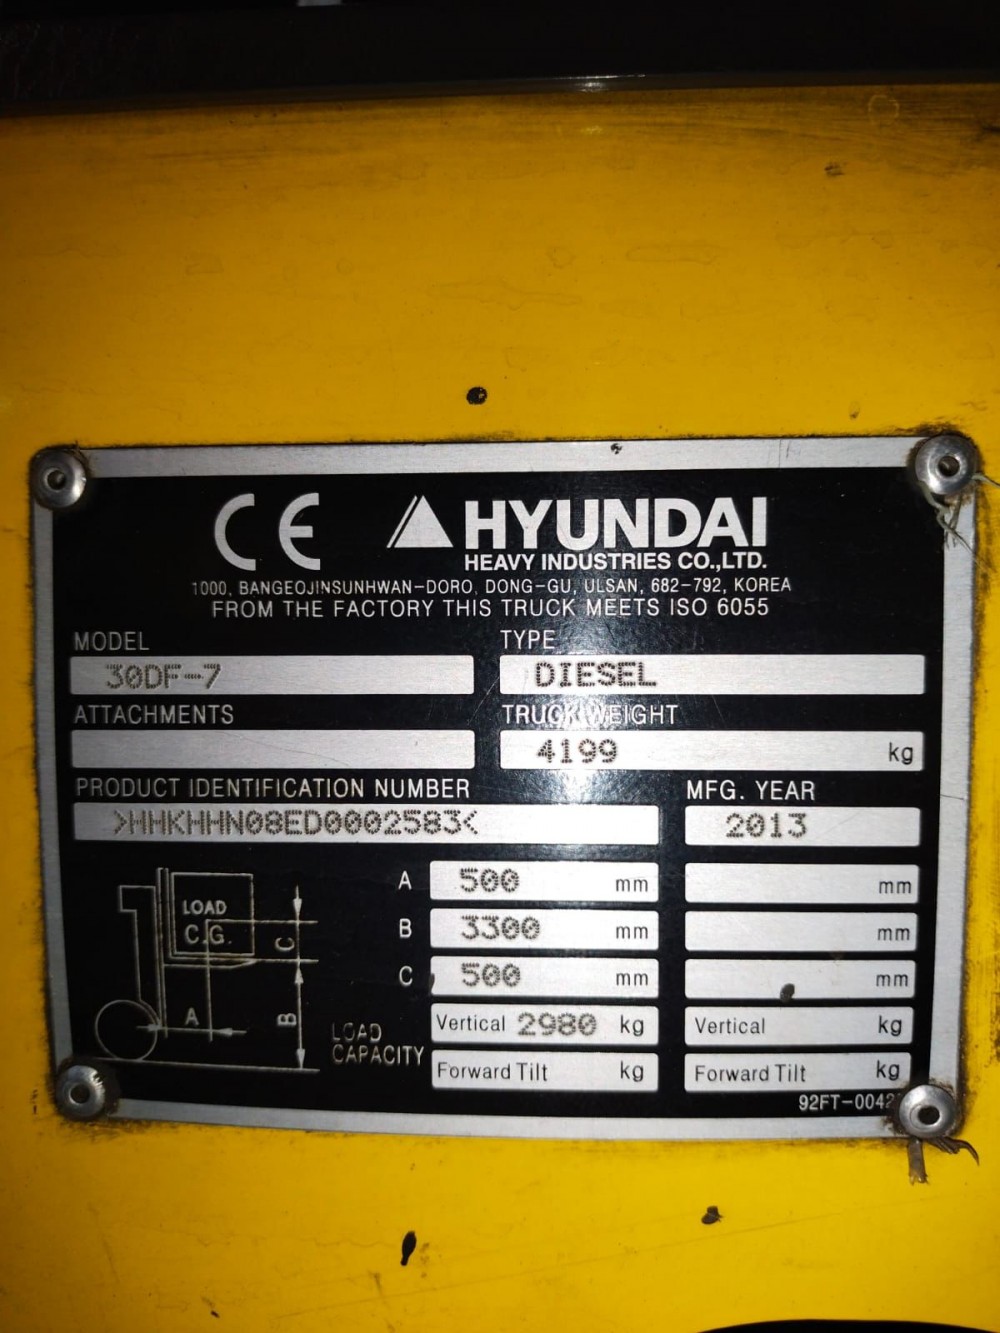 CE
HYUNDAI
HEAVY INDUSTRIES CO.,LTD.
1000, BANGEOJINSUNHWAN-DORO, DONG-GU, ULSAN, 682-792, KOREA
FROM THE FACTORY THIS TRUCK MEETS ISO 6055
MODEL TYPE
30DF-7 DIESEL
ATTACHMENTS TRUCK WEIGHT
4199 kg
PRODUCT IDENTIFICATION NUMBER MFG. YEAR
>HHKHHN08ED0002583< 2013
A 500 mm mm
B 3300 mm mm
C 500 mm mm
LOAD
C.G.
C
A
B
LOAD
CAPACITY
Vertical 2980 kg Vertical kg
Forward Tilt kg Forward Tilt kg